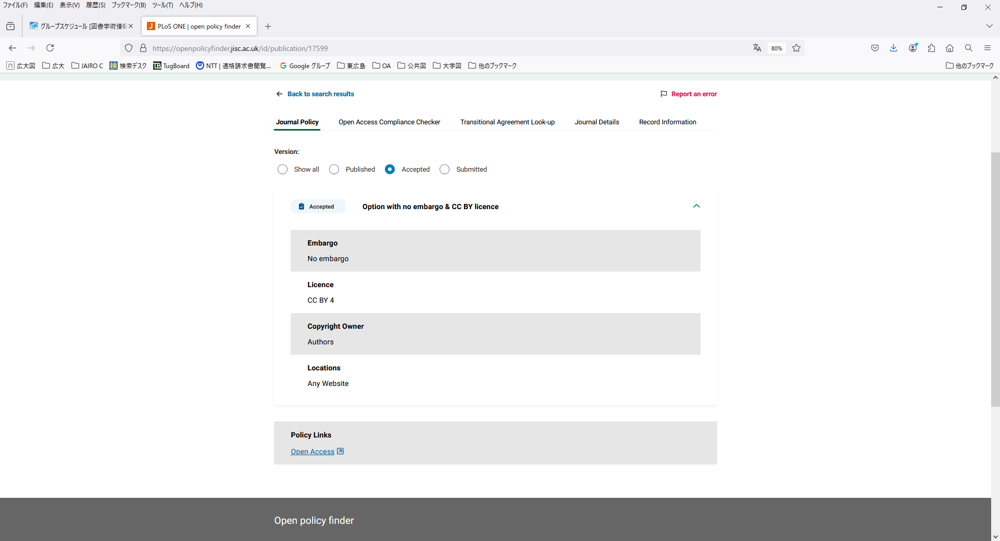 ファイル(F) 編集(E) 表示(V) 履歴(S) ブックマーク(B) ツール(T) ヘルプ(H)
グループスケジュール [図書学術情報 PLoS ONE | open policy finder
https://openpolicyfinder.jisc.ac.uk/id/publication/17599 80%
広大図 広大 JAIRO C 検索デスク TugBoard NTT | 適格請求書閲覧... Google グループ 東広島 OA 公共図 大学図 他のブックマーク 他のブックマーク
Back to search results Report an error
Journal Policy Open Access Compliance Checker Transitional Agreement Look-up Journal Details Record Information
Version:
Show all Published Accepted Submitted
Accepted Option with no embargo & CC BY licence
Embargo
No embargo
Licence
CC BY 4
Copyright Owner
Authors
Locations
Any Website
Policy Links
Open Access
Open policy finder